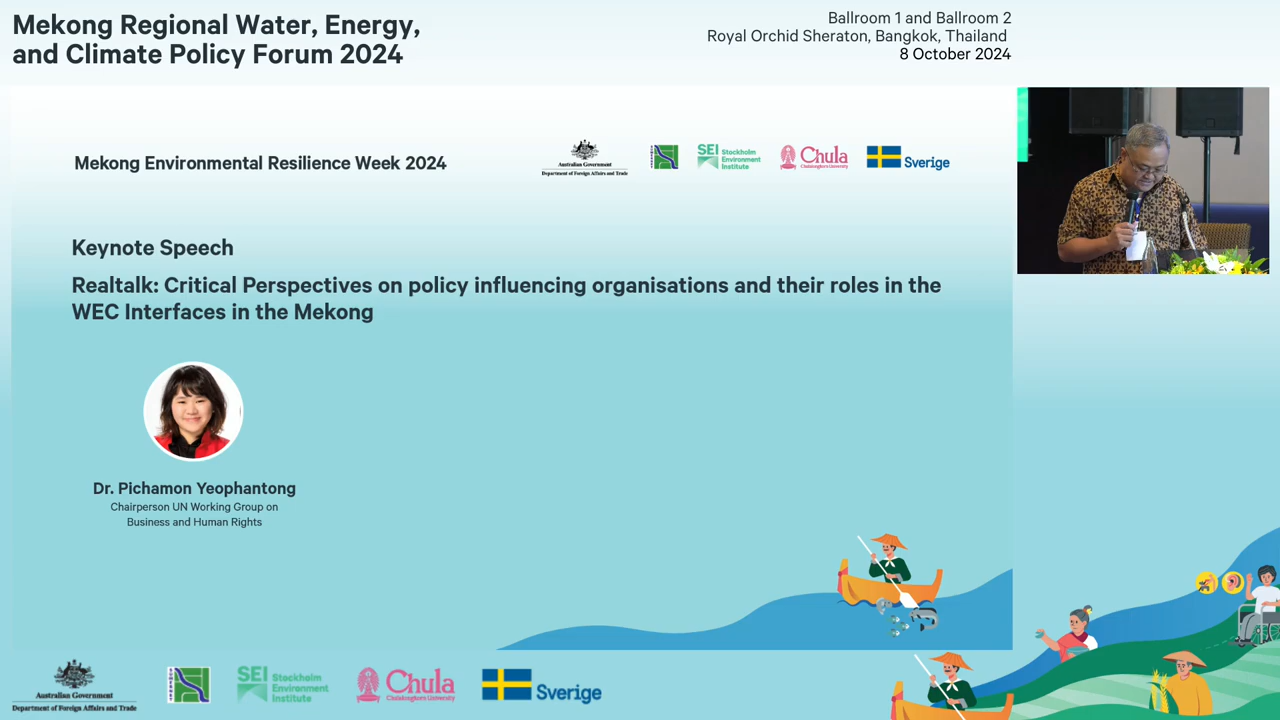 Mekong Regional Water, Energy,
and Climate Policy Forum 2024
Ballroom 1 and Ballroom 2
Royal Orchid Sheraton, Bangkok, Thailand
8 October 2024
Mekong Environmental Resilience Week 2024
Australian Government
Department of Foreign Affairs and Trade
SEI Stockholm
Environment
Institute
Chula
Chulalongkorn University
Sverige
Keynote Speech
Realtalk: Critical Perspectives on policy influencing organisations and their roles in the
WEC Interfaces in the Mekong
Dr. Pichamon Yeophantong
Chairperson UN Working Group on
Business and Human Rights
Australian Government
Department of Foreign Affairs and Trade
SEI Stockholm
Environment
Institute
Chula
Chulalongkorn University
Sverige